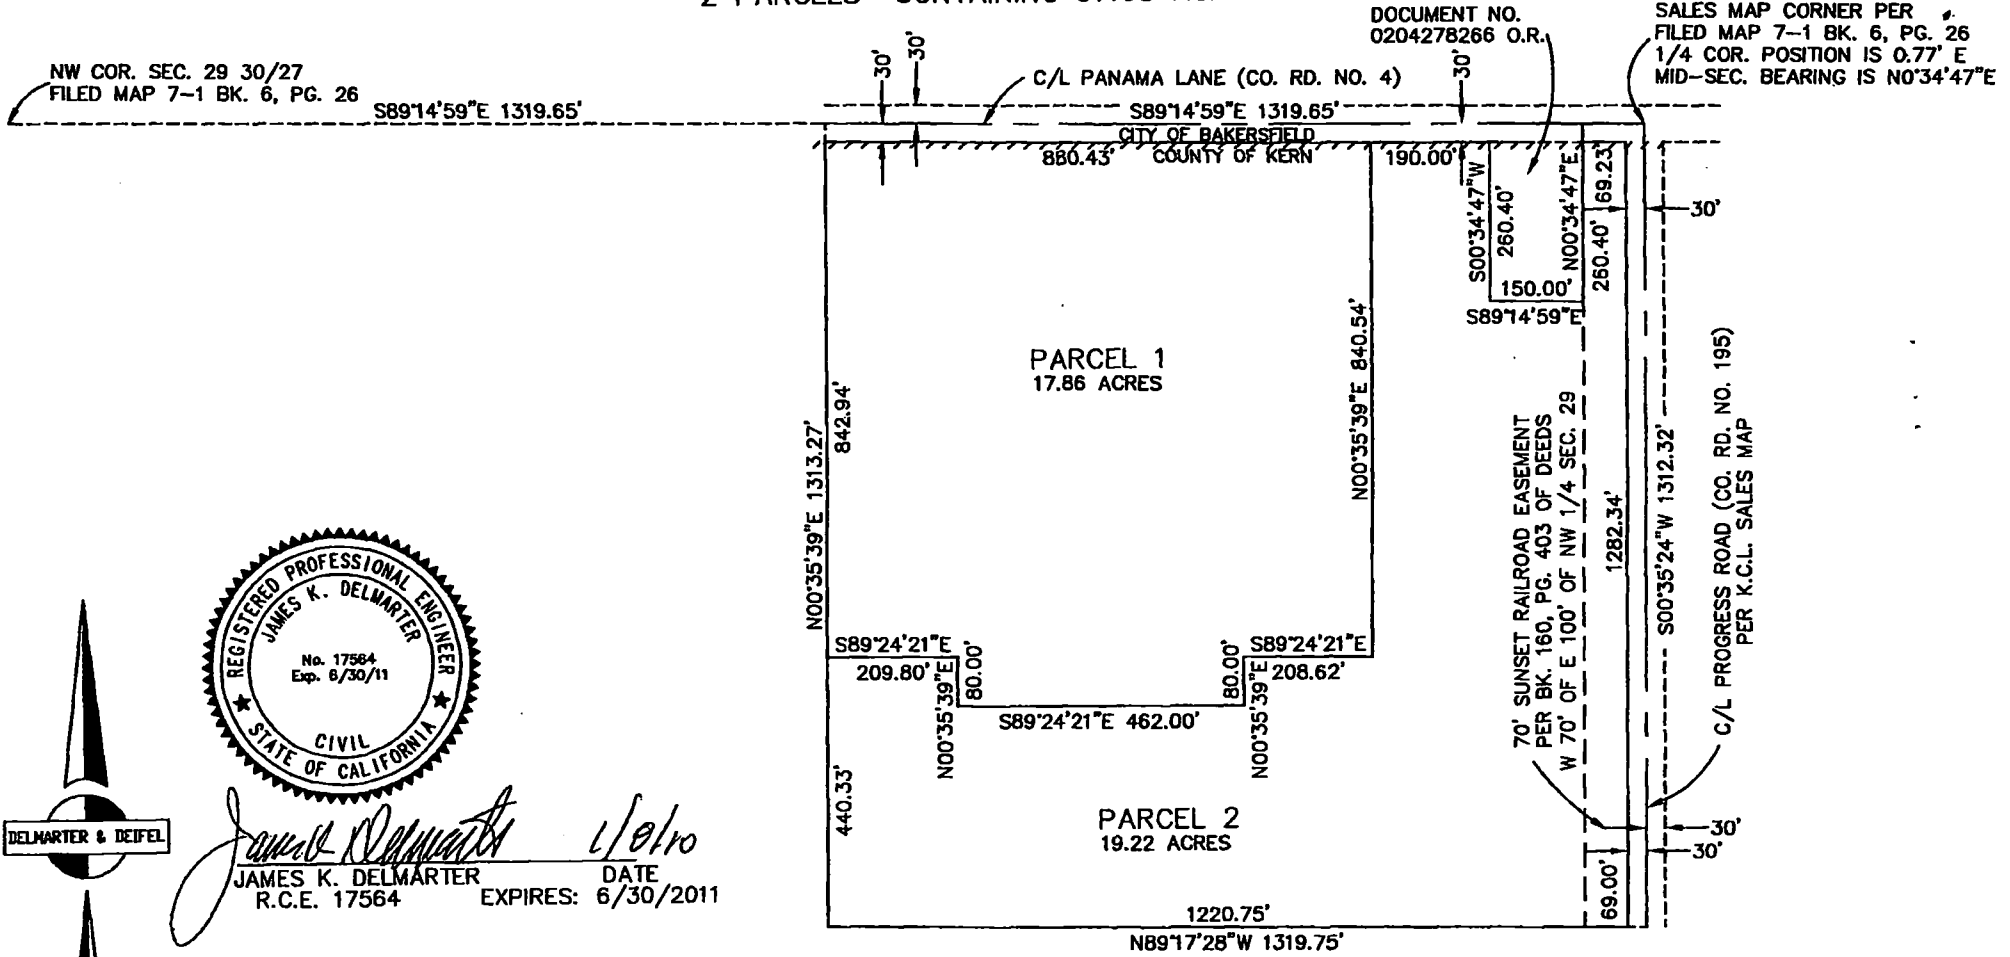 DOCUMENT NO.
0204278266 O.R.
SALES MAP CORNER PER
FILED MAP 7-1 BK. 6, PG. 26
1/4 COR. POSITION IS 0.77' E
MID-SEC. BEARING IS N0°34'47"E
NW COR. SEC. 29 30/27
FILED MAP 7-1 BK. 6, PG. 26
30'
30'
C/L PANAMA LANE (CO. RD. NO. 4)
30'
S89°14'59"E 1319.65'
S89°14'59"E 1319.65'
CITY OF BAKERSFIELD
880.43'
COUNTY OF KERN
190.00'
S00°34'47"W
260.40'
N00°34'47"E
69.23'
260.40'
30'
150.00'
S89°14'59"E
PARCEL 1
17.86 ACRES
N00°35'39"E 1313.27'
842.94'
N00°35'39"E 840.54'
70' SUNSET RAILROAD EASEMENT
PER BK. 160, PG. 403 OF DEEDS
W 70' OF E 100' OF NW 1/4 SEC. 29
1282.34'
S00°35'24"W 1312.32'
C/L PROGRESS ROAD (CO. RD. NO. 195)
PER K.C.L. SALES MAP
S89°24'21"E
209.80'
N00°35'39"E
80.00'
S89°24'21"E 462.00'
80.00'
N00°35'39"E
S89°24'21"E
208.62'
440.33'
PARCEL 2
19.22 ACRES
30'
30'
69.00'
1220.75'
N89°17'28"W 1319.75'
REGISTERED PROFESSIONAL ENGINEER
JAMES K. DELMARTER
No. 17564
Exp. 6/30/11
CIVIL
STATE OF CALIFORNIA
DELMARTER & DEIFEL
James K Delmarter
JAMES K. DELMARTER
DATE
R.C.E. 17564
EXPIRES: 6/30/2011